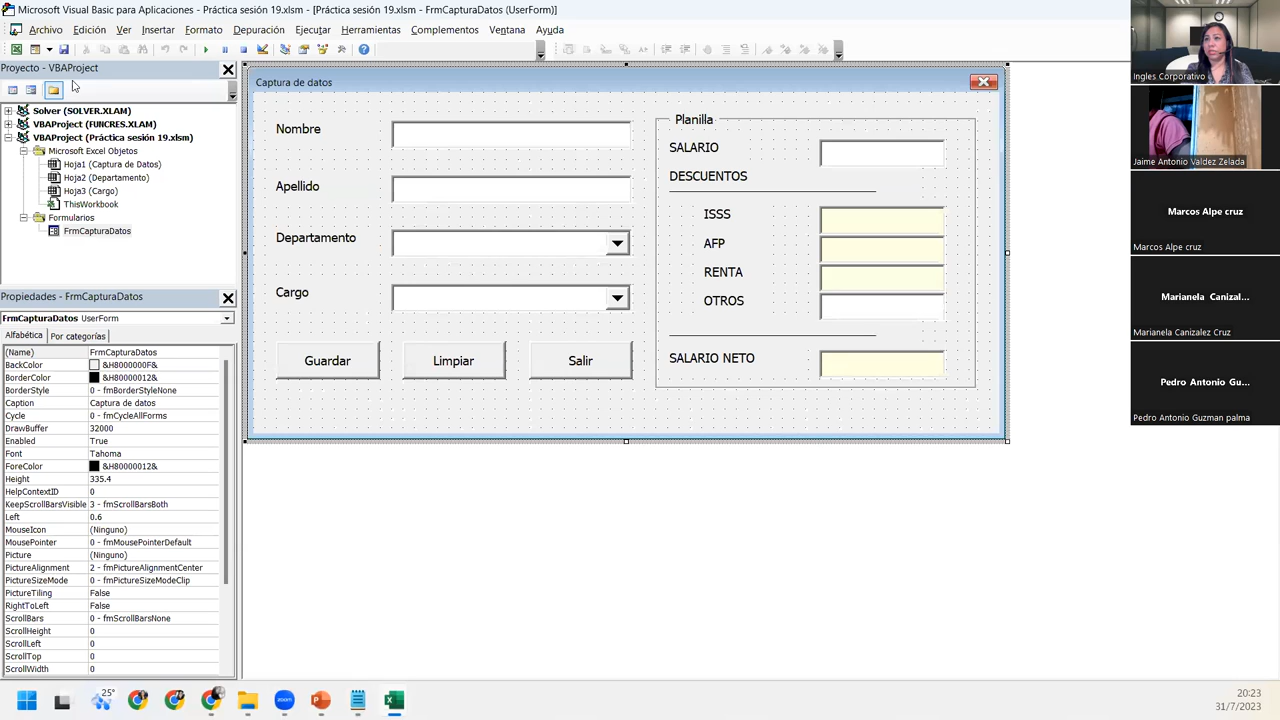 Microsoft Visual Basic para Aplicaciones - Práctica sesión 19.xlsm - [Práctica sesión 19.xlsm - FrmCapturaDatos (UserForm)]
Archivo Edición Ver Insertar Formato Depuración Ejecutar Herramientas Complementos Ventana Ayuda
Proyecto - VBAProject
Solver (SOLVER.XLAM)
VBAProject (FUNCRES.XLAM)
VBAProject (Práctica sesión 19.xlsm)
Microsoft Excel Objetos
Hoja1 (Captura de Datos)
Hoja2 (Departamento)
Hoja3 (Cargo)
ThisWorkbook
Formularios
FrmCapturaDatos
Propiedades - FrmCapturaDatos
FrmCapturaDatos UserForm
Alfabética Por categorías
(Name) FrmCapturaDatos
BackColor &H8000000F&
BorderColor &H80000012&
BorderStyle 0 - fmBorderStyleNone
Caption Captura de datos
Cycle 0 - fmCycleAllForms
DrawBuffer 32000
Enabled True
Font Tahoma
ForeColor &H80000012&
Height 335.4
HelpContextID 0
KeepScrollBarsVisible 3 - fmScrollBarsBoth
Left 0.6
MouseIcon (Ninguno)
MousePointer 0 - fmMousePointerDefault
Picture (Ninguno)
PictureAlignment 2 - fmPictureAlignmentCenter
PictureSizeMode 0 - fmPictureSizeModeClip
PictureTiling False
RightToLeft False
ScrollBars 0 - fmScrollBarsNone
ScrollHeight 0
ScrollLeft 0
ScrollTop 0
ScrollWidth 0
Captura de datos
Nombre
Apellido
Departamento
Cargo
Guardar Limpiar Salir
Planilla
SALARIO
DESCUENTOS
ISSS
AFP
RENTA
OTROS
SALARIO NETO
Ingles Corporativo
Jaime Antonio Valdez Zelada
Marcos Alpe cruz
Marcos Alpe cruz
Marianela Canizal...
Marianela Canizalez Cruz
Pedro Antonio Gu...
Pedro Antonio Guzman palma
25°
zoom
20:23
31/7/2023